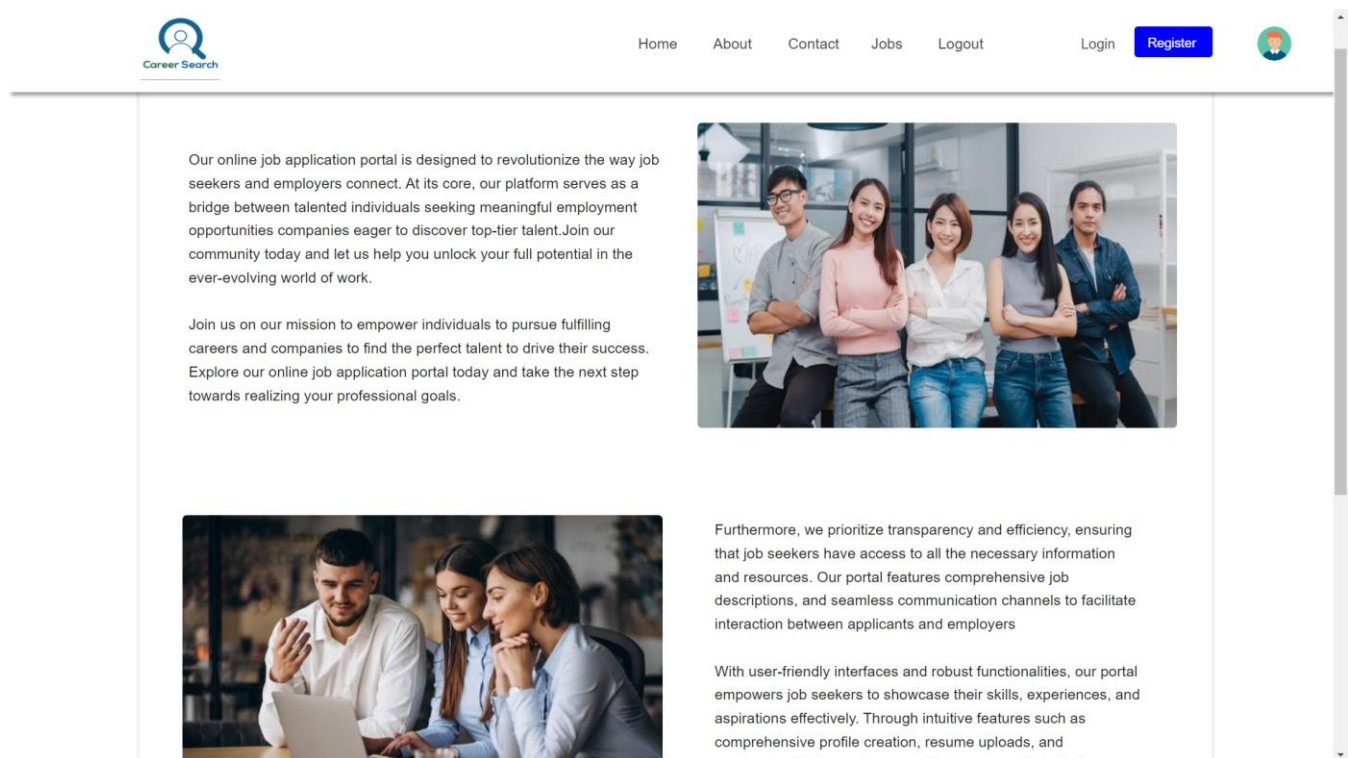 Career Search
Home About Contact Jobs Logout Login Register
Our online job application portal is designed to revolutionize the way job
seekers and employers connect. At its core, our platform serves as a
bridge between talented individuals seeking meaningful employment
opportunities companies eager to discover top-tier talent.Join our
community today and let us help you unlock your full potential in the
ever-evolving world of work.
Join us on our mission to empower individuals to pursue fulfilling
careers and companies to find the perfect talent to drive their success.
Explore our online job application portal today and take the next step
towards realizing your professional goals.
Furthermore, we prioritize transparency and efficiency, ensuring
that job seekers have access to all the necessary information
and resources. Our portal features comprehensive job
descriptions, and seamless communication channels to facilitate
interaction between applicants and employers
With user-friendly interfaces and robust functionalities, our portal
empowers job seekers to showcase their skills, experiences, and
aspirations effectively. Through intuitive features such as
comprehensive profile creation, resume uploads, and